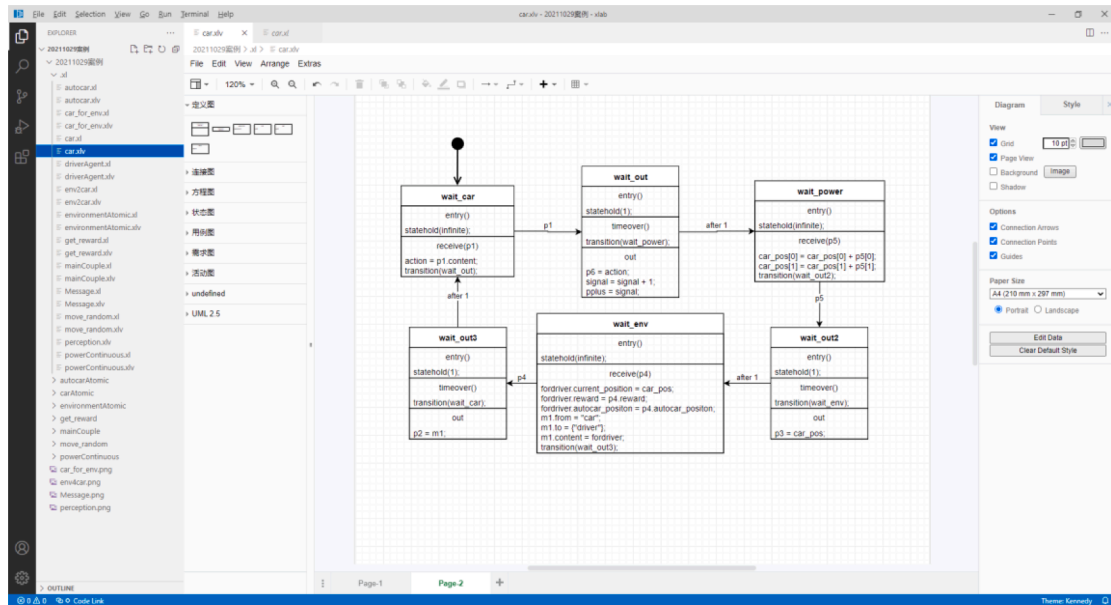 File Edit Selection View Go Run Terminal Help
car.xlv - 20211029案例 - xlab
EXPLORER
20211029案例
20211029案例
.xl
autocar.xl
autocar.xlv
car_for_env.xl
car_for_env.xlv
car.xl
car.xlv
driverAgent.xl
driverAgent.xlv
env2car.xl
env2car.xlv
environmentAtomic.xl
environmentAtomic.xlv
get_reward.xl
get_reward.xlv
mainCouple.xl
mainCouple.xlv
Message.xl
Message.xlv
move_random.xl
move_random.xlv
perception.xlv
powerContinuous.xl
powerContinuous.xlv
autocarAtomic
carAtomic
environmentAtomic
get_reward
mainCouple
move_random
powerContinuous
car_for_env.png
env4car.png
Message.png
perception.png
OUTLINE
car.xlv × car.xl
20211029案例 > .xl > car.xlv
File Edit View Arrange Extras
120%
定义图
连接图
方程图
状态图
用例图
需求图
活动图
undefined
UML 2.5
wait_car
entry()
statehold(infinite);
receive(p1)
action = p1.content;
transition(wait_out);
p1
wait_out
entry()
statehold(1);
timeover()
transition(wait_power);
out
p6 = action;
signal = signal + 1;
pplus = signal;
after 1
wait_power
entry()
statehold(infinite);
receive(p5)
car_pos[0] = car_pos[0] + p5[0];
car_pos[1] = car_pos[1] + p5[1];
transition(wait_out2);
p5
after 1
wait_out3
entry()
statehold(1);
timeover()
transition(wait_car);
out
p2 = m1;
p4
wait_env
entry()
statehold(infinite);
receive(p4)
fordriver.current_position = car_pos;
fordriver.reward = p4.reward;
fordriver.autocar_positon = p4.autocar_positon;
m1.from = "car";
m1.to = {"driver"};
m1.content = fordriver;
transition(wait_out3);
after 1
wait_out2
entry()
statehold(1);
timeover()
transition(wait_env);
out
p3 = car_pos;
Page-1 Page-2 +
Diagram Style
View
Grid 10 pt
Page View
Background Image
Shadow
Options
Connection Arrows
Connection Points
Guides
Paper Size
A4 (210 mm x 297 mm)
Portrait Landscape
Edit Data
Clear Default Style
0 0 Code Link
Theme: Kennedy